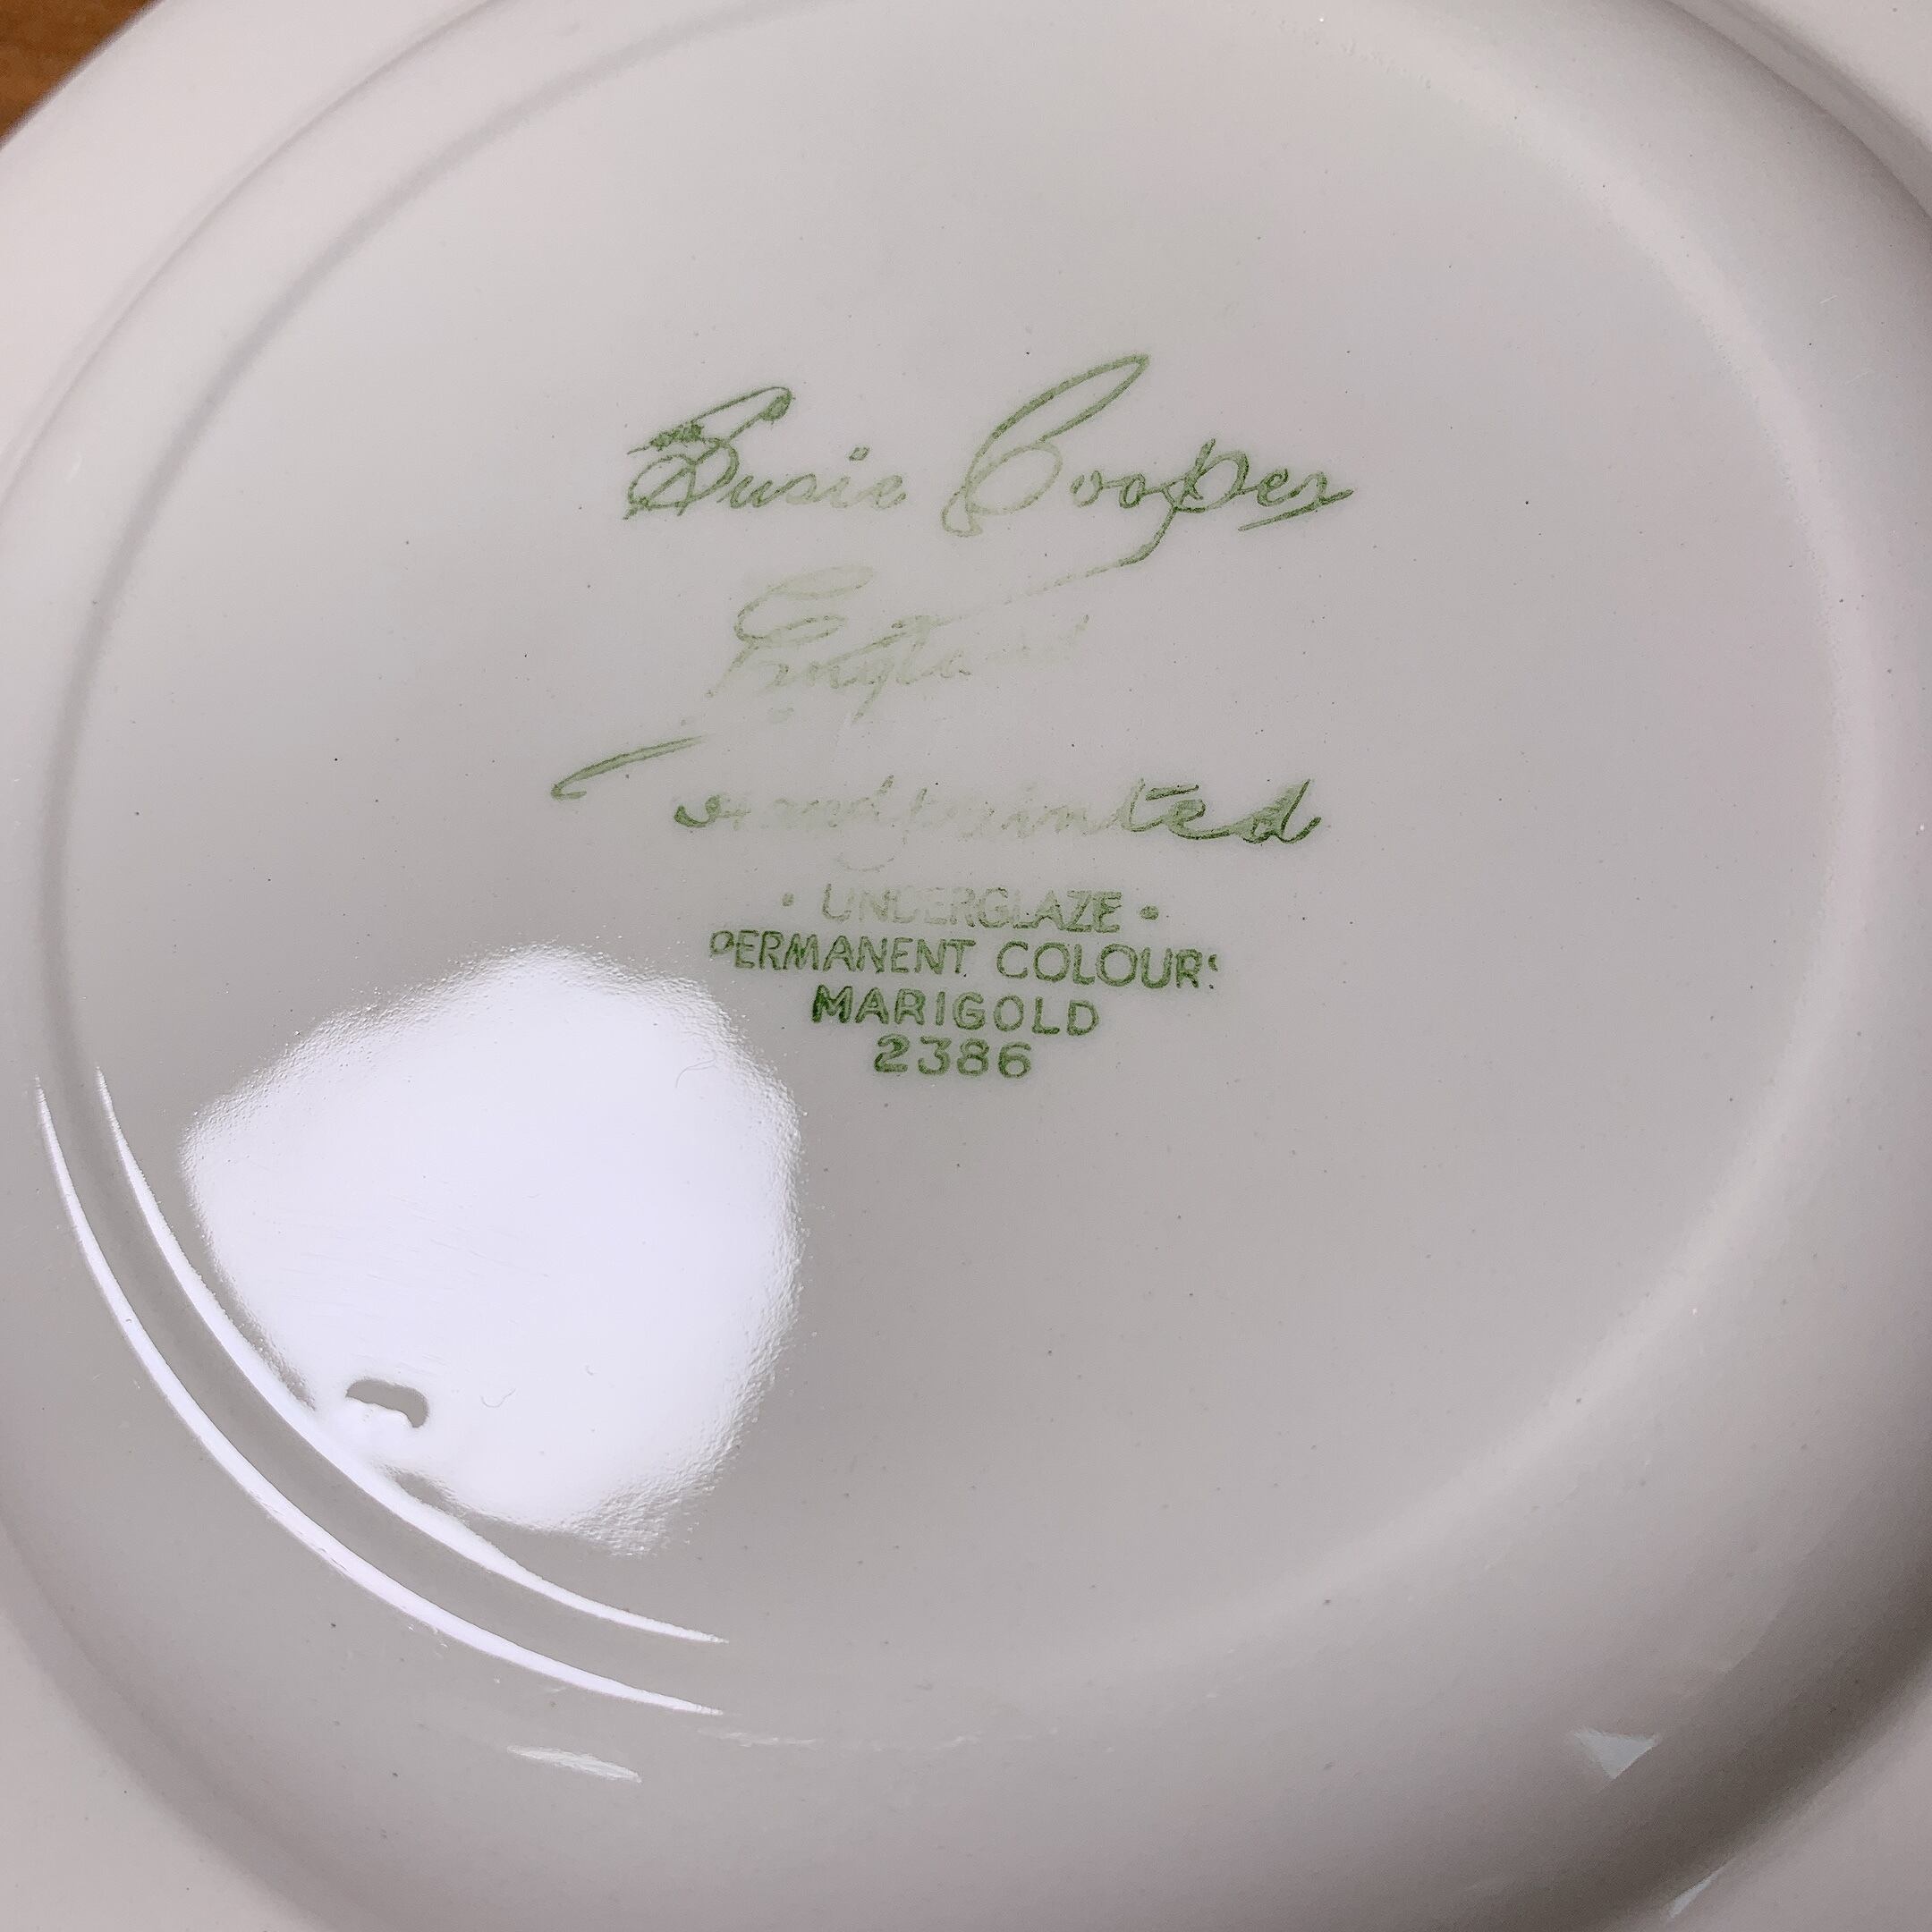 Susie Cooper
England
Handpainted
• UNDERGLAZE •
PERMANENT COLOURS
MARIGOLD
2386